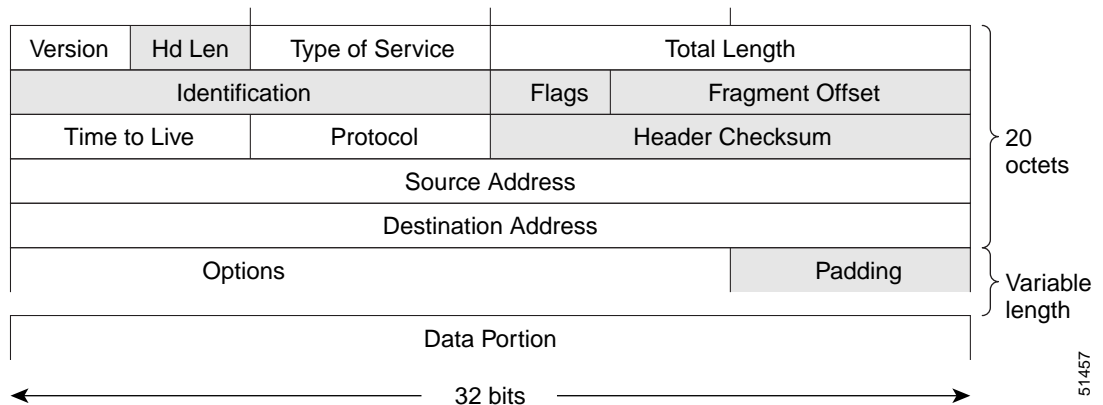 Version Hd Len Type of Service Total Length
Identification Flags Fragment Offset
Time to Live Protocol Header Checksum
20
octets
Source Address
Destination Address
Options Padding
Variable
length
Data Portion
32 bits
51457